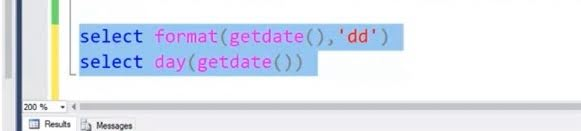 select format(getdate(),'dd')
select day(getdate())
200 %
Results Messages